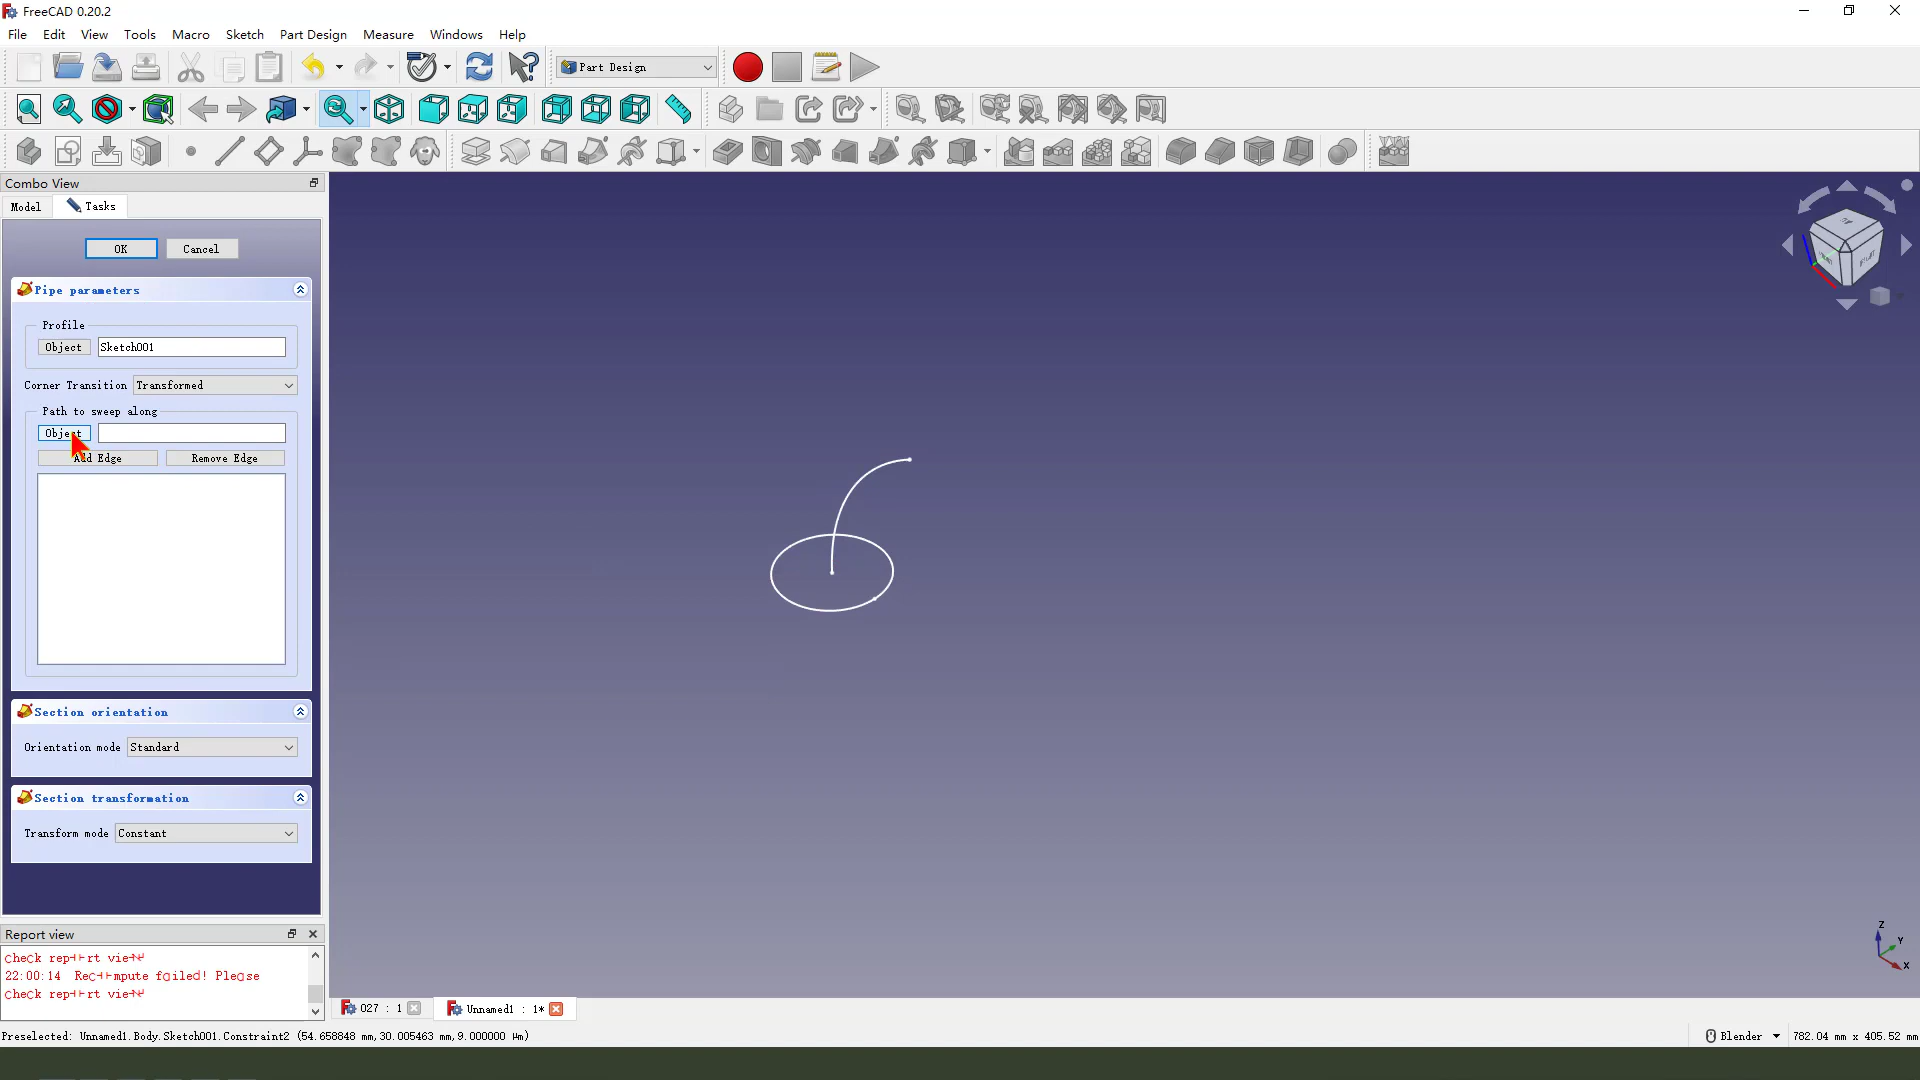 FreeCAD 0.20.2
File Edit View Tools Macro Sketch Part Design Measure Windows Help
Part Design
Combo View
Model Tasks
OK Cancel
Pipe parameters
Profile
Object Sketch001
Corner Transition Transformed
Path to sweep along
Object
Add Edge Remove Edge
Section orientation
Orientation mode Standard
Section transformation
Transform mode Constant
Report view
22:00:14
027 : 1 Unnamed1 : 1*
Preselected: Unnamed1.Body.Sketch001.Constraint2 (54.658848 mm,30.005463 mm,9.000000 µm)
Blender 782.04 mm x 405.52 mm
Z
Y
X